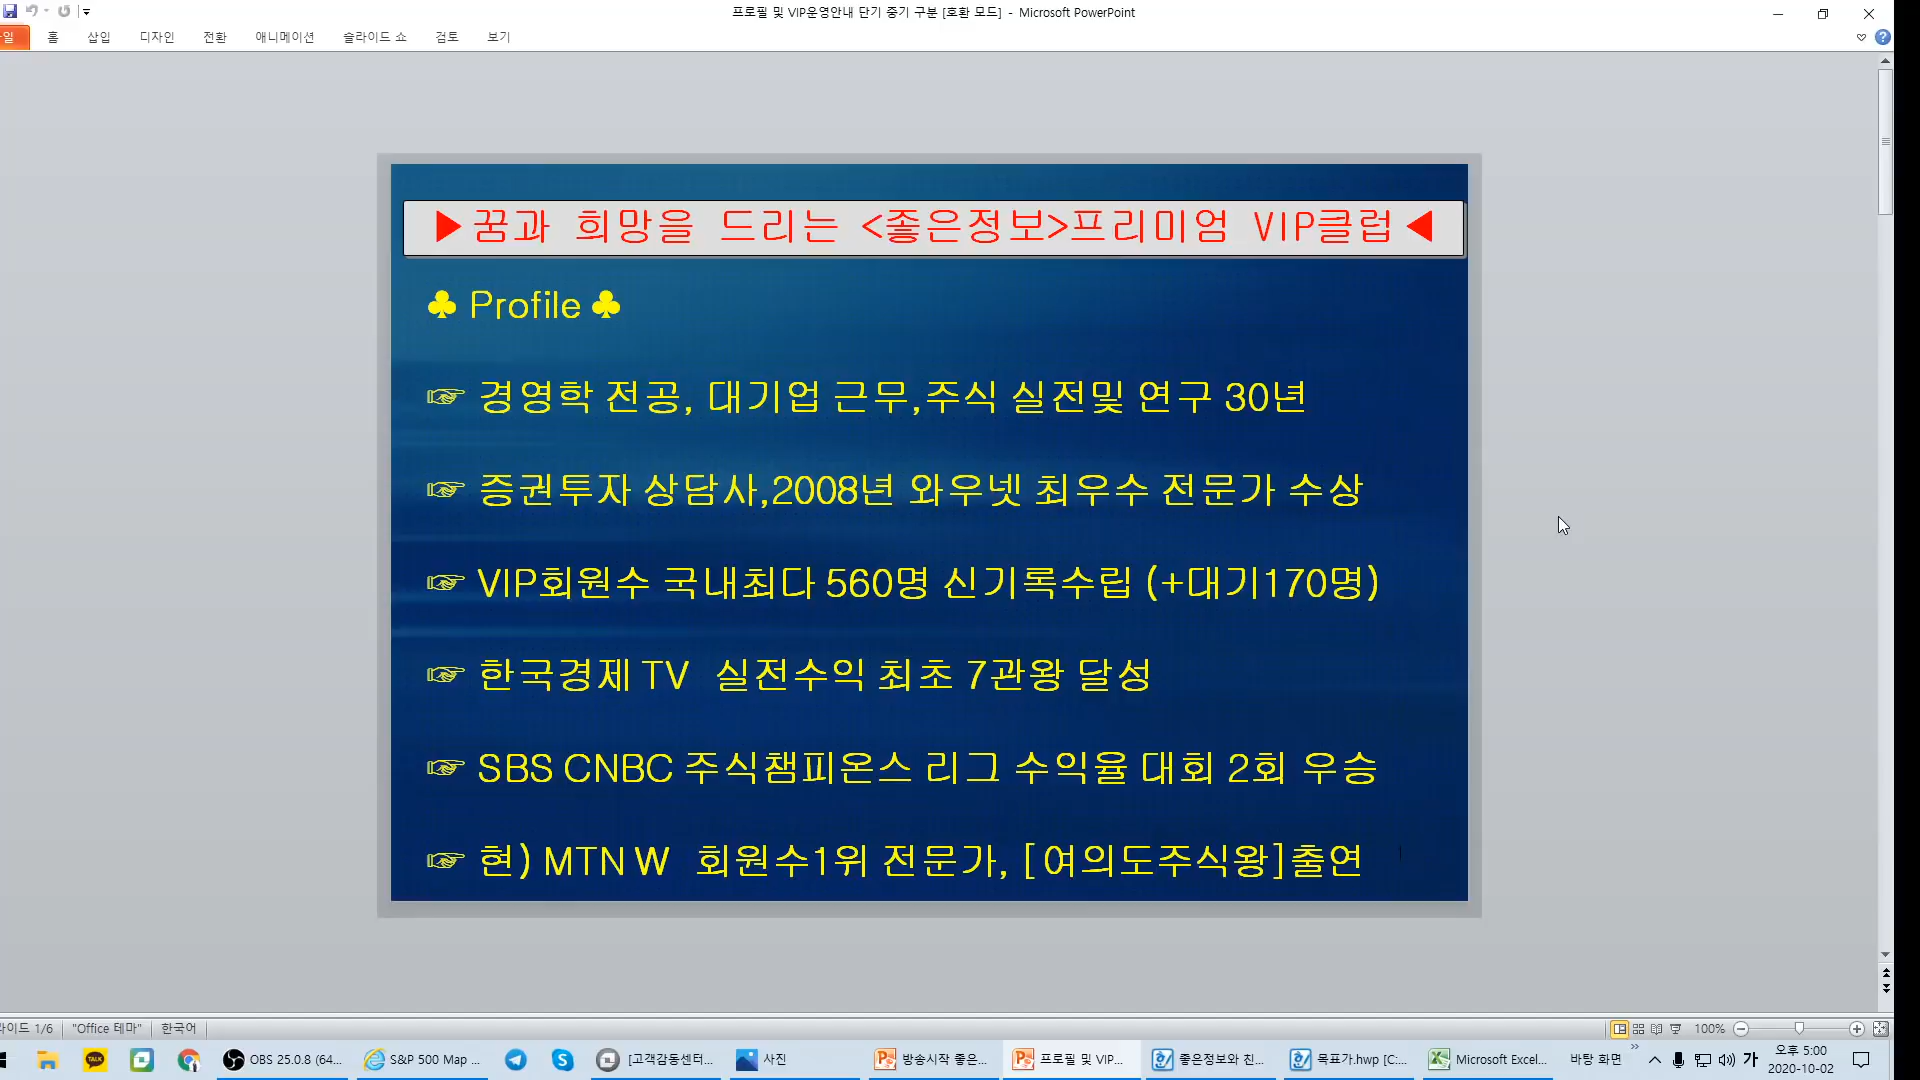 프로필 및 VIP운영안내 단기 중기 구분 [호환 모드] - Microsoft PowerPoint
일 홈 삽입 디자인 전환 애니메이션 슬라이드 쇼 검토 보기
▶꿈과 희망을 드리는 <좋은정보>프리미엄 VIP클럽◀
♣ Profile ♣
☞ 경영학 전공, 대기업 근무,주식 실전및 연구 30년
☞ 증권투자 상담사,2008년 와우넷 최우수 전문가 수상
☞ VIP회원수 국내최다 560명 신기록수립 (+대기170명)
☞ 한국경제 TV 실전수익 최초 7관왕 달성
☞ SBS CNBC 주식챔피온스 리그 수익율 대회 2회 우승
☞ 현) MTN W 회원수1위 전문가, [여의도주식왕]출연
1
라이드 1/6 "Office 테마" 한국어 100%
TALK OBS 25.0.8 (64... S&P 500 Map ... [고객감동센터... 사진 방송시작 좋은... 프로필 및 VIP... 좋은정보와 친... 목표가.hwp [C:... Microsoft Excel... 바탕 화면 가 오후 5:00
2020-10-02